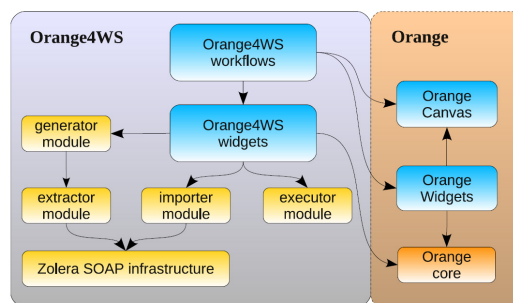 Orange4WS
Orange
Orange4WS
workflows
Orange
Canvas
generator
module
Orange4WS
widgets
extractor
module
importer
module
executor
module
Orange
Widgets
Zolera SOAP infrastructure
Orange
core